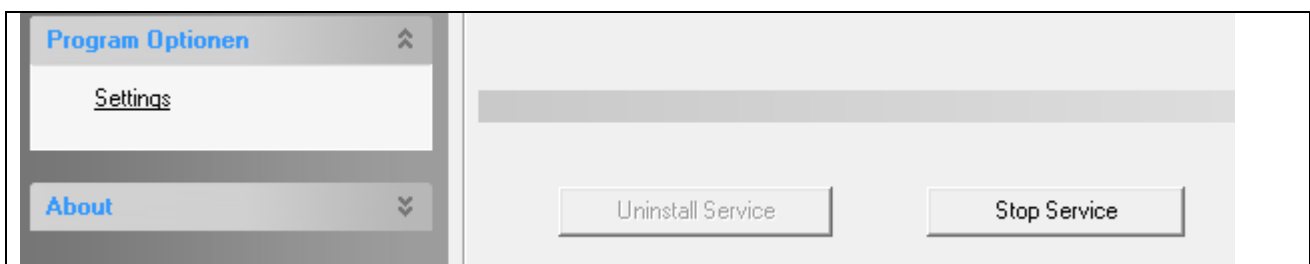 Program Optionen
Settings
About
Uninstall Service
Stop Service